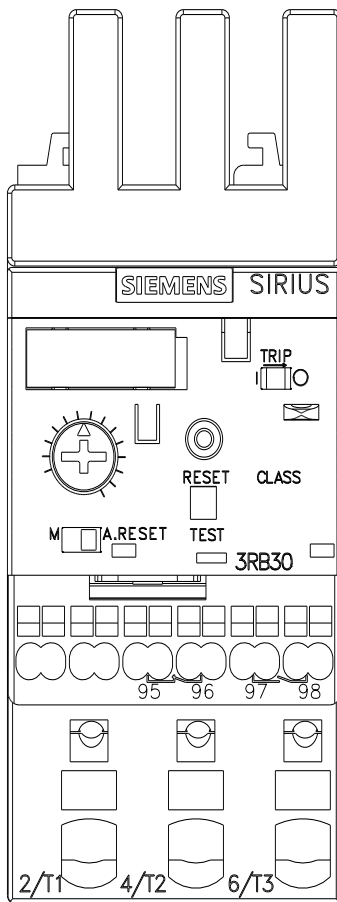 SIEMENS SIRIUS
TRIP
I O
RESET CLASS
M A.RESET TEST
3RB30
95 96 97 98
2/T1 4/T2 6/T3